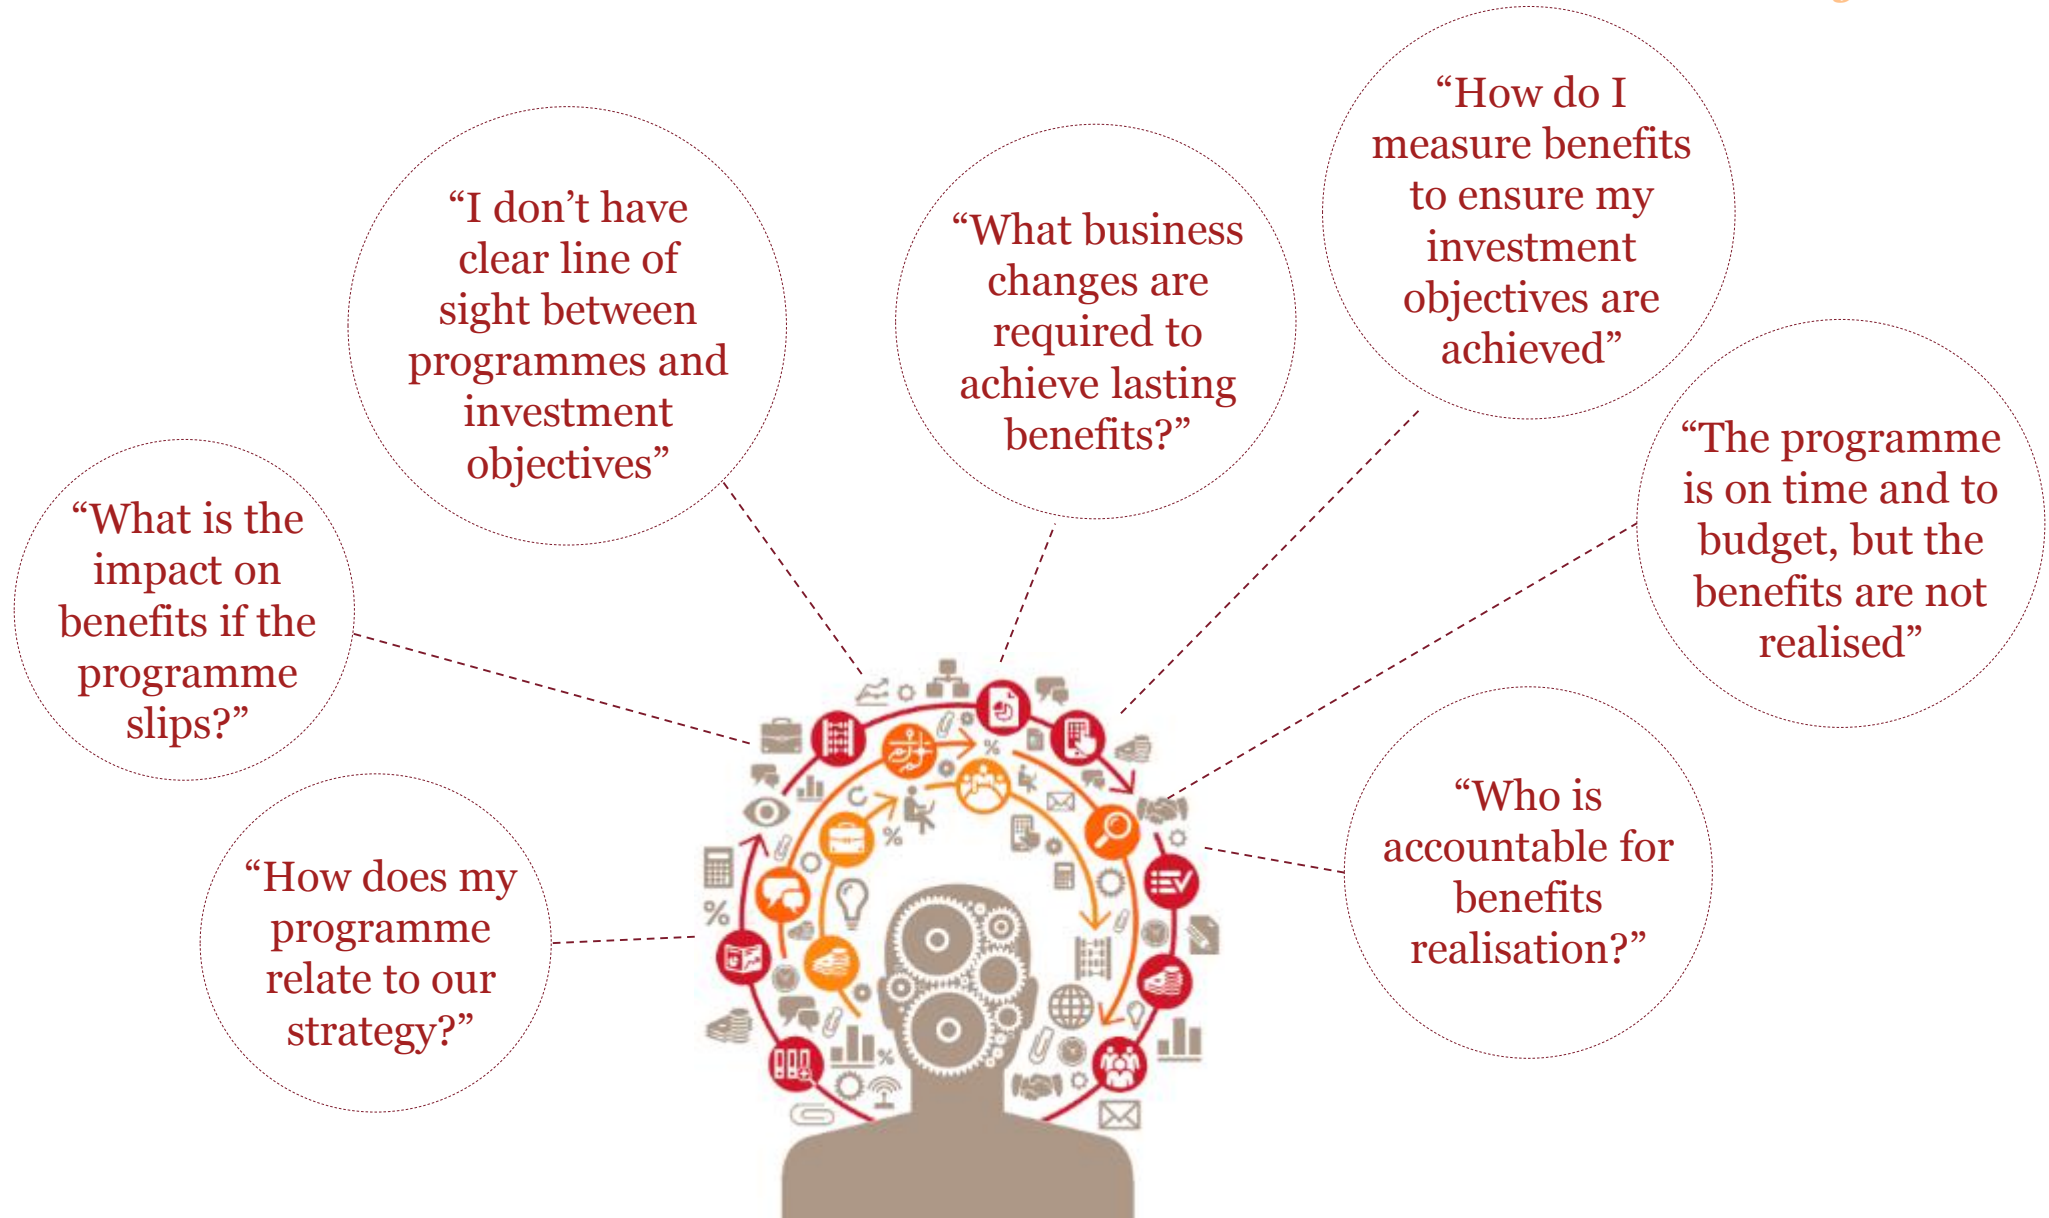 “How does my
programme
relate to our
strategy?”
“What is the
impact on
benefits if the
programme
slips?”
“I don’t have
clear line of
sight between
programmes and
investment
objectives”
“What business
changes are
required to
achieve lasting
benefits?”
“How do I
measure benefits
to ensure my
investment
objectives are
achieved”
“The programme
is on time and to
budget, but the
benefits are not
realised”
“Who is
accountable for
benefits
realisation?”
%
%
%
%